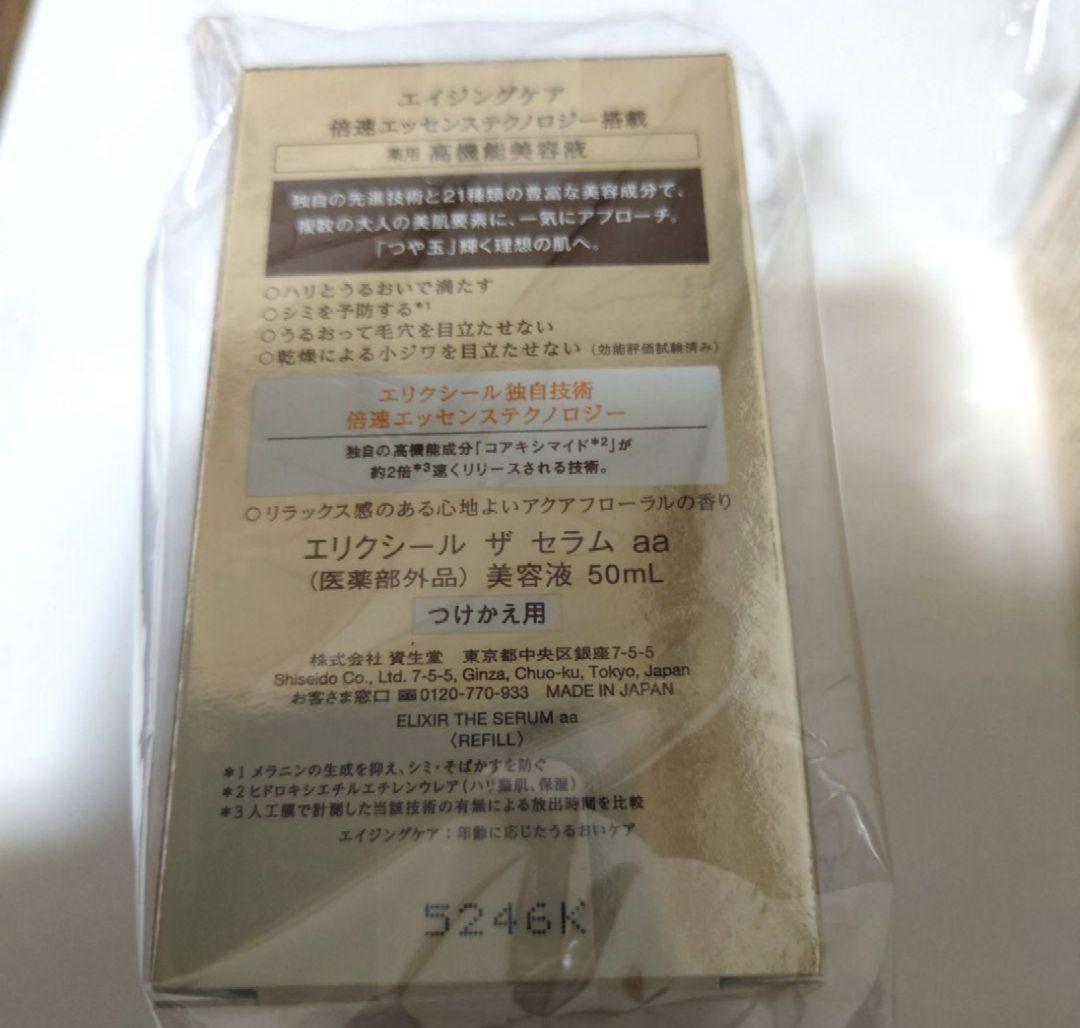 エイジングケア
倍速エッセンステクノロジー搭載
薬用 高機能美容液
独自の先進技術と21種類の豊富な美容成分で、
複数の大人の美肌要素に、一気にアプローチ。
「つや玉」輝く理想の肌へ。
○ハリとうるおいで満たす
○シミを予防する*1
○うるおって毛穴を目立たせない
○乾燥による小ジワを目立たせない（効能評価試験済み）
エリクシール独自技術
倍速エッセンステクノロジー
独自の高機能成分「コアキシマイド*2」が
約2倍*3速くリリースされる技術。
○リラックス感のある心地よいアクアフローラルの香り
エリクシール ザ セラム aa
（医薬部外品） 美容液 50mL
つけかえ用
株式会社 資生堂 東京都中央区銀座7-5-5
Shiseido Co., Ltd. 7-5-5, Ginza, Chuo-ku, Tokyo, Japan
お客さま窓口 0120-770-933 MADE IN JAPAN
ELIXIR THE SERUM aa
〈REFILL〉
*1 メラニンの生成を抑え、シミ・そばかすを防ぐ
*2 ヒドロキシエチルエチレンウレア（ハリ艶肌、保湿）
*3 人工膜で計測した当該技術の有無による放出時間を比較
エイジングケア：年齢に応じたうるおいケア
5246K